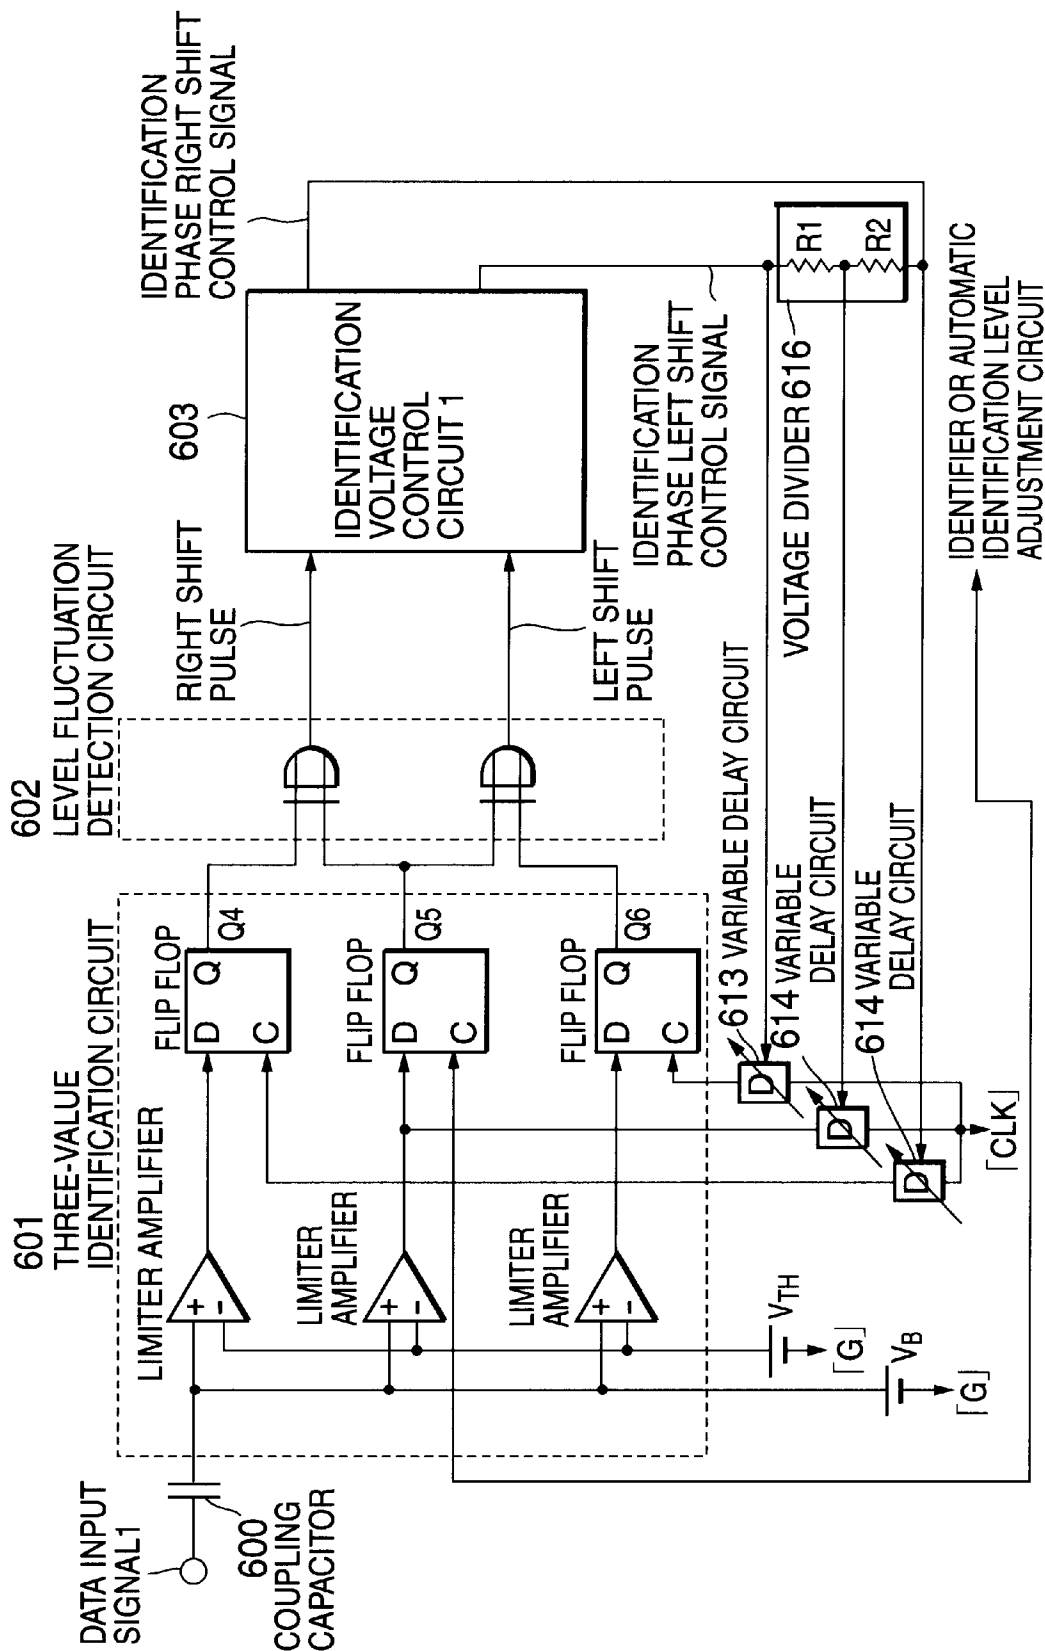 DATA INPUT
SIGNAL1
600
COUPLING
CAPACITOR
601
THREE-VALUE
IDENTIFICATION CIRCUIT
LIMITER AMPLIFIER
+
-
LIMITER
AMPLIFIER
+
-
LIMITER
AMPLIFIER
+
-
FLIP FLOP
D Q
C
Q4
FLIP FLOP
D Q
C
Q5
FLIP FLOP
D Q
C
Q6
VTH
「G」
VB
「G」
602
LEVEL FLUCTUATION
DETECTION CIRCUIT
RIGHT SHIFT
PULSE
LEFT SHIFT
PULSE
603
IDENTIFICATION
VOLTAGE
CONTROL
CIRCUIT 1
IDENTIFICATION
PHASE RIGHT SHIFT
CONTROL SIGNAL
IDENTIFICATION
PHASE LEFT SHIFT
CONTROL SIGNAL
VOLTAGE DIVIDER 616
R1
R2
613 VARIABLE DELAY CIRCUIT
614 VARIABLE
DELAY CIRCUIT
614 VARIABLE
DELAY CIRCUIT
D
D
D
「CLK」
IDENTIFIER OR AUTOMATIC
IDENTIFICATION LEVEL
ADJUSTMENT CIRCUIT